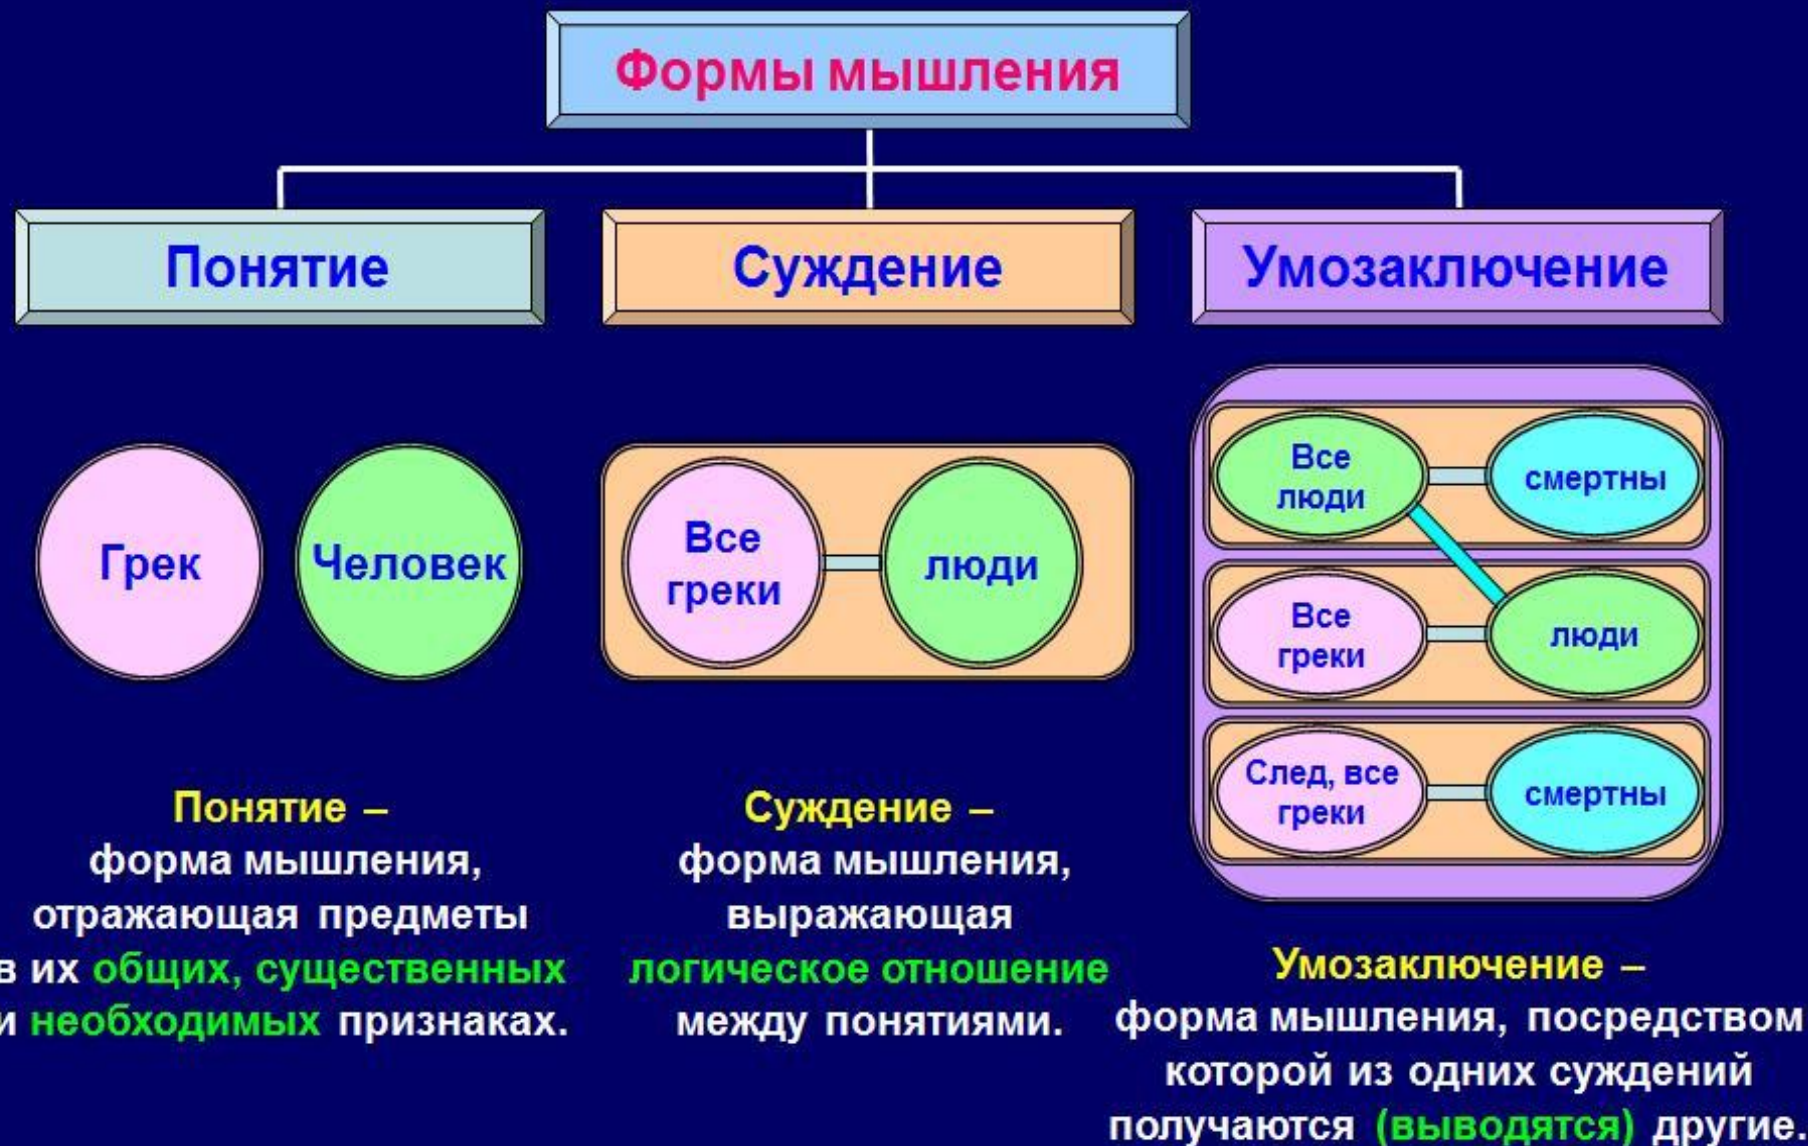 Формы мышления
Понятие
Суждение
Умозаключение
Грек
Человек
Все
греки
люди
Все
люди
смертны
Все
греки
люди
След, все
греки
смертны
Понятие –
форма мышления,
отражающая предметы
в их общих, существенных
и необходимых признаках.
Суждение –
форма мышления,
выражающая
логическое отношение
между понятиями.
Умозаключение –
форма мышления, посредством
которой из одних суждений
получаются (выводятся) другие.